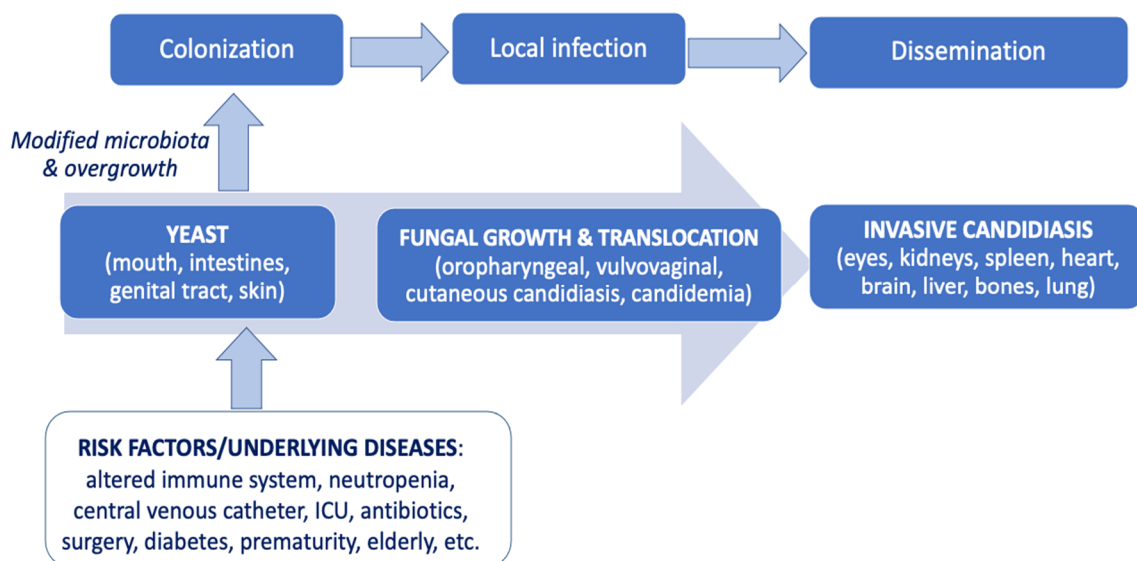 Colonization
Local infection
Dissemination
Modified microbiota
& overgrowth
YEAST
(mouth, intestines,
genital tract, skin)
FUNGAL GROWTH & TRANSLOCATION
(oropharyngeal, vulvovaginal,
cutaneous candidiasis, candidemia)
INVASIVE CANDIDIASIS
(eyes, kidneys, spleen, heart,
brain, liver, bones, lung)
RISK FACTORS/UNDERLYING DISEASES:
altered immune system, neutropenia,
central venous catheter, ICU, antibiotics,
surgery, diabetes, prematurity, elderly, etc.